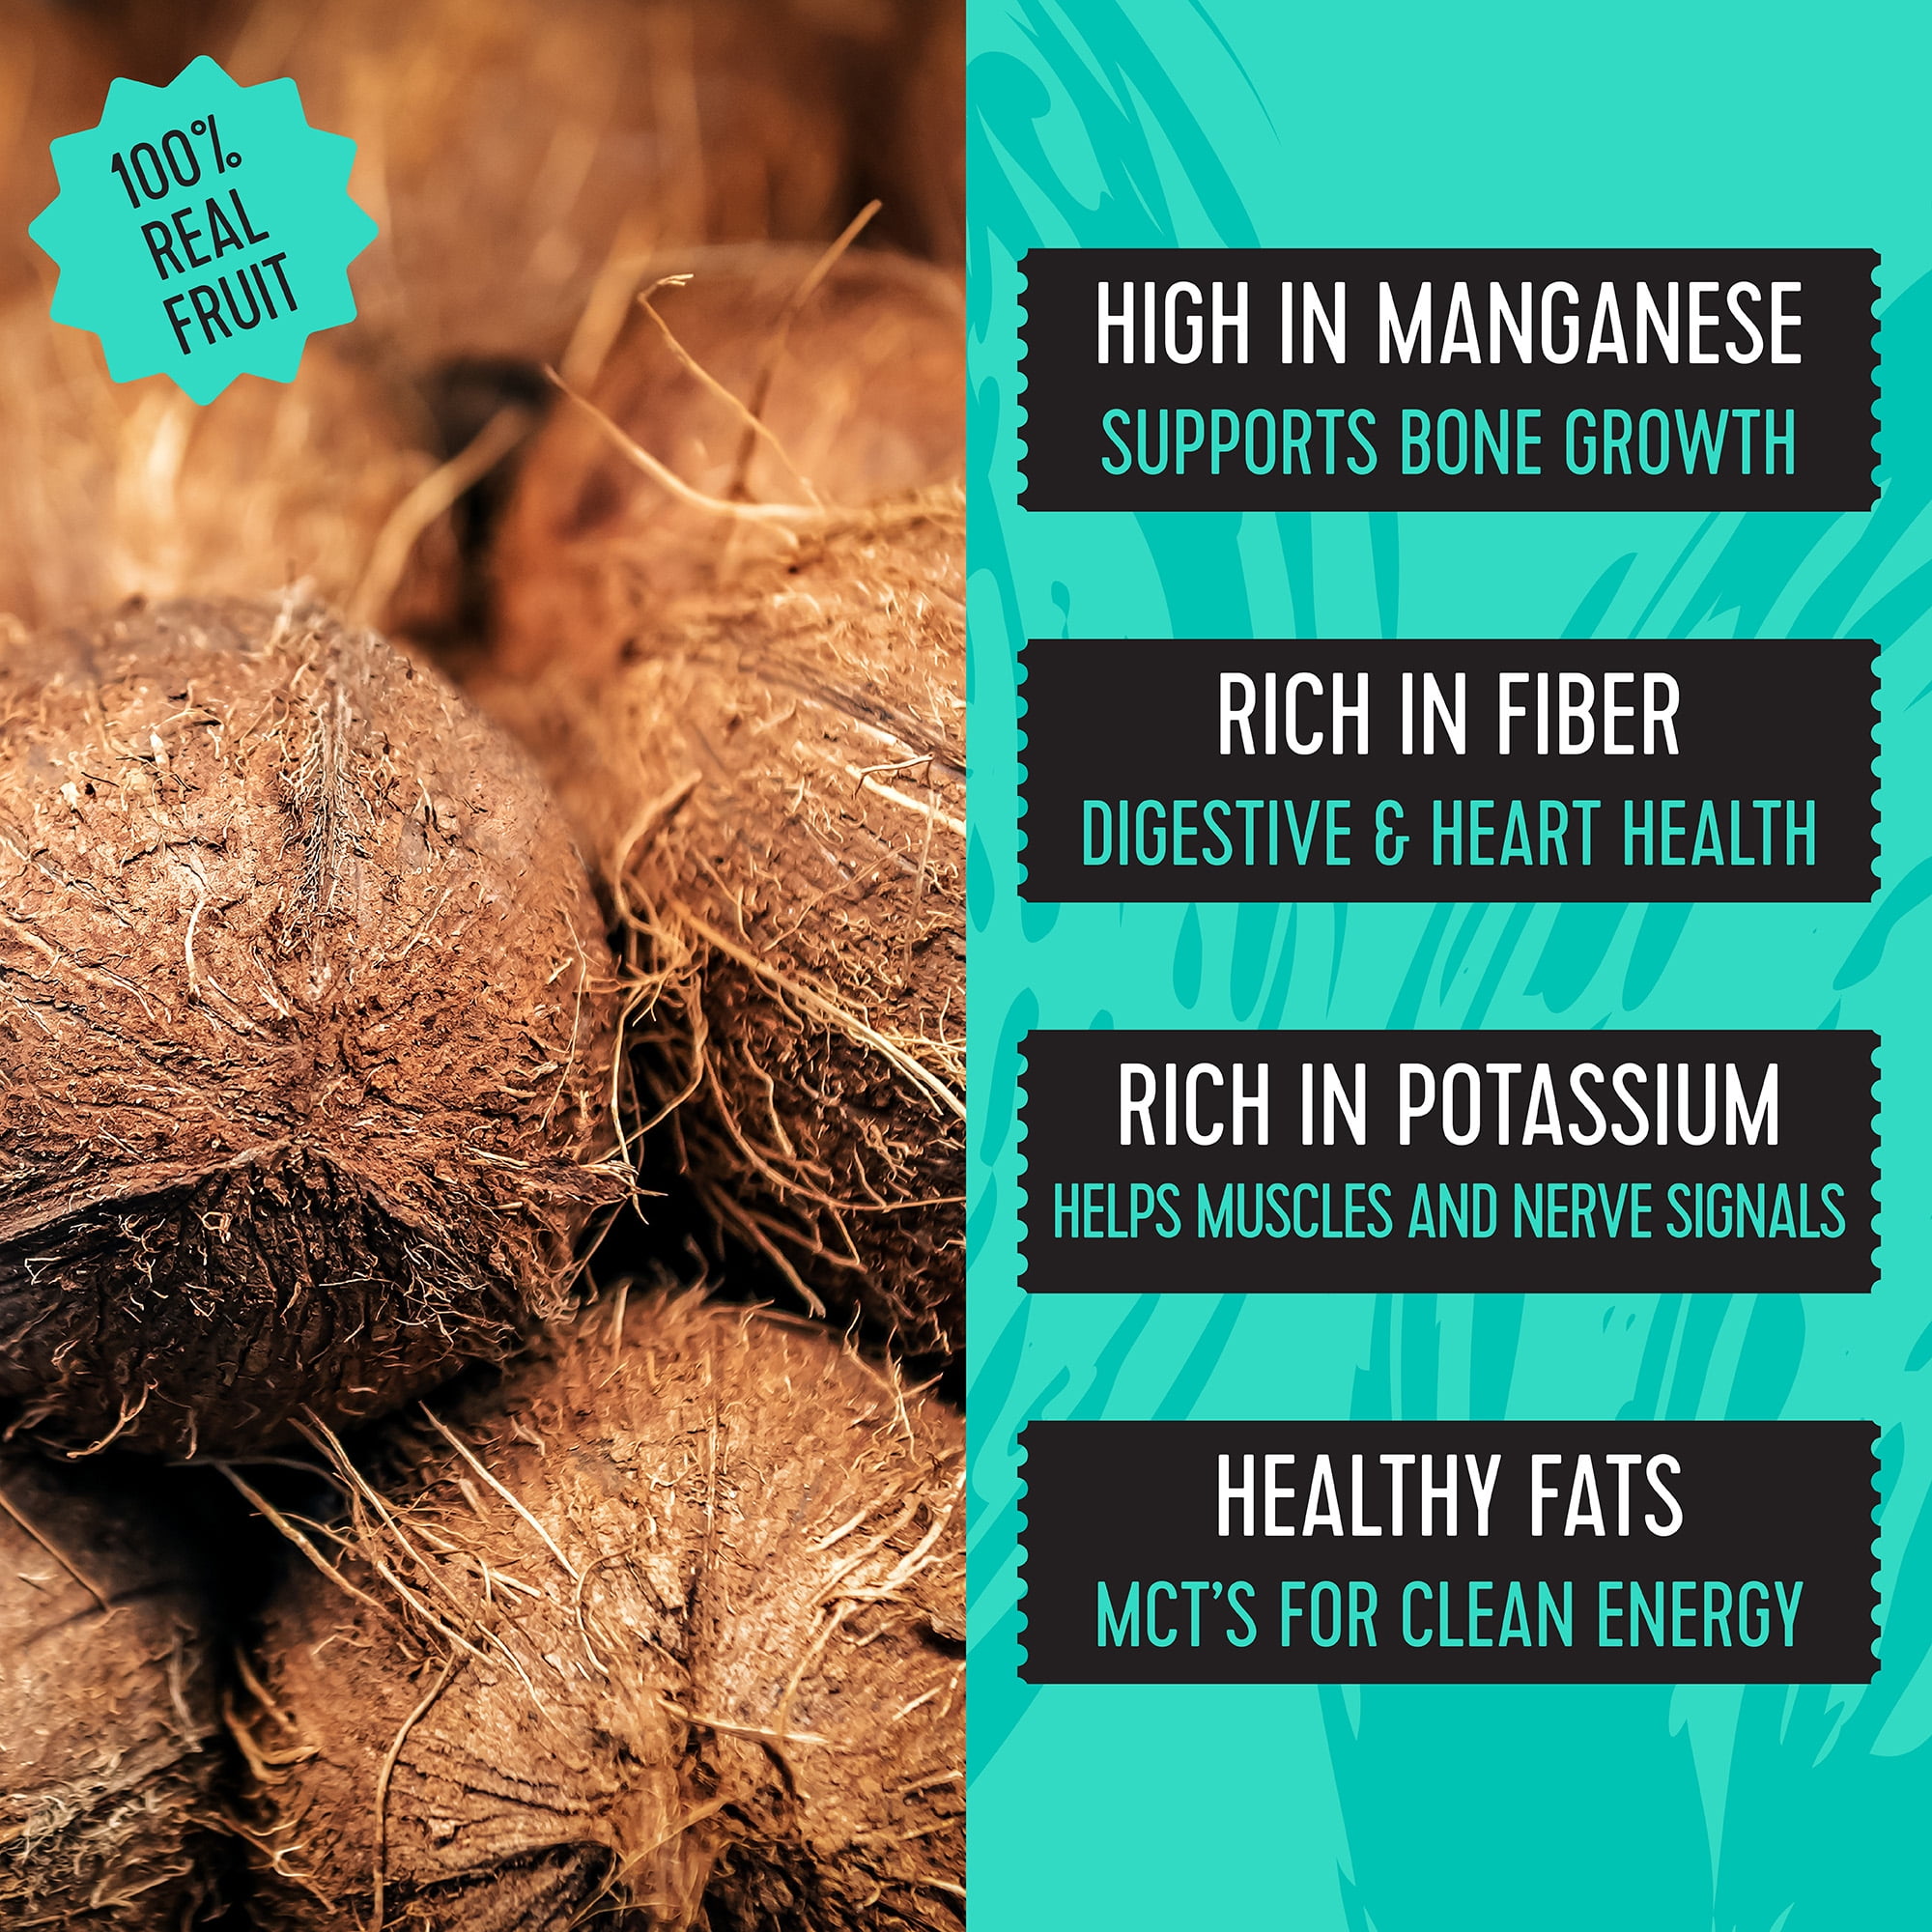 100%
REAL
FRUIT
HIGH IN MANGANESE
SUPPORTS BONE GROWTH
RICH IN FIBER
DIGESTIVE & HEART HEALTH
RICH IN POTASSIUM
HELPS MUSCLES AND NERVE SIGNALS
HEALTHY FATS
MCT'S FOR CLEAN ENERGY